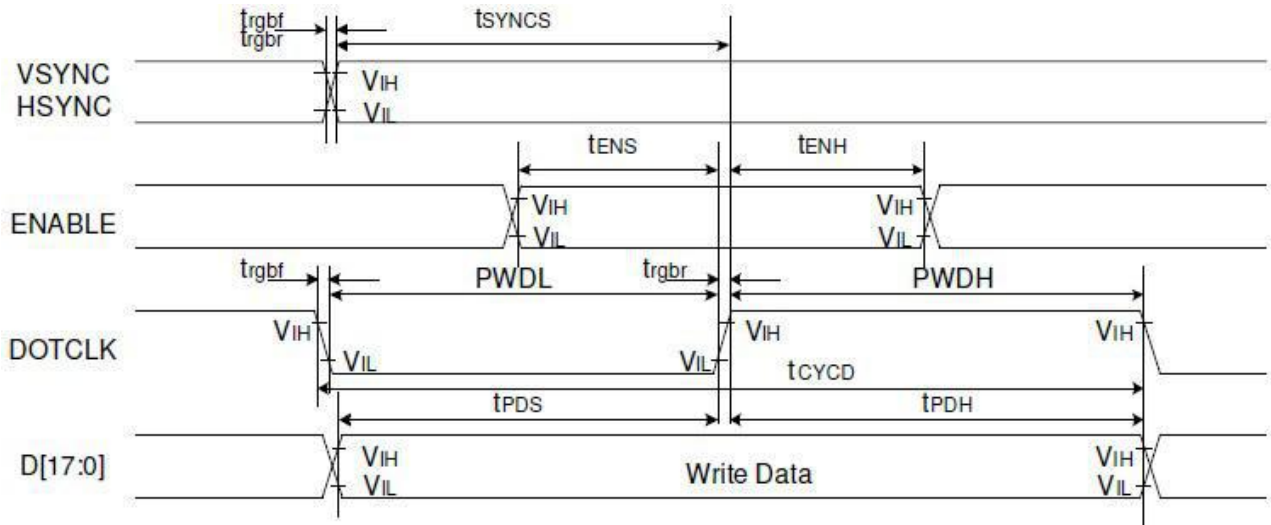 trgbf
trgbr
tSYNCS
VSYNC
HSYNC
VIH
VIL
tENS
tENH
ENABLE
VIH
VIL
VIH
VIL
trgbf
PWDL
trgbr
PWDH
DOTCLK
VIH
VIL
VIL
VIH
VIH
tCYCD
tPDS
tPDH
D[17:0]
VIH
VIL
Write Data
VIH
VIL